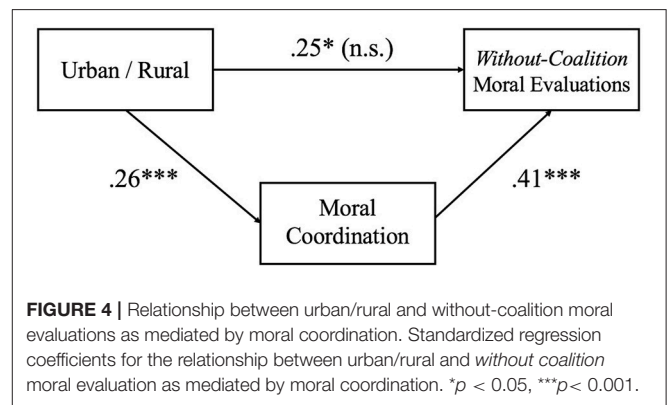 .25* (n.s.)
Urban / Rural
Without-Coalition
Moral Evaluations
.26***
.41***
Moral
Coordination
FIGURE 4 | Relationship between urban/rural and without-coalition moral
evaluations as mediated by moral coordination. Standardized regression
coefficients for the relationship between urban/rural and without coalition
moral evaluation as mediated by moral coordination. *p < 0.05, ***p< 0.001.